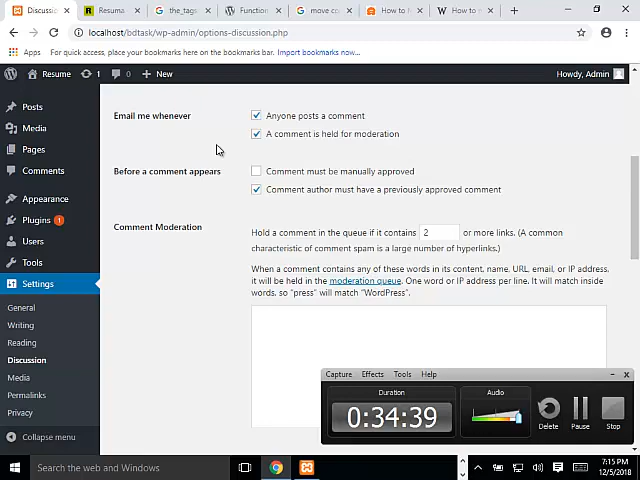 Discussio
Resuma
the_tags
Function
move co
How to M
How to w
localhost/bdtask/wp-admin/options-discussion.php
Apps For quick access, place your bookmarks here on the bookmarks bar. Import bookmarks now...
Resume 1 0 New Howdy, Admin
Posts
Media
Pages
Comments
Appearance
Plugins 1
Users
Tools
Settings
General
Writing
Reading
Discussion
Media
Permalinks
Privacy
Collapse menu
Email me whenever
Anyone posts a comment
A comment is held for moderation
Before a comment appears
Comment must be manually approved
Comment author must have a previously approved comment
Comment Moderation
Hold a comment in the queue if it contains 2 or more links. (A common
characteristic of comment spam is a large number of hyperlinks.)
When a comment contains any of these words in its content, name, URL, email, or IP address,
it will be held in the moderation queue. One word or IP address per line. It will match inside
words, so “press” will match “WordPress”.
Capture Effects Tools Help
Duration
0:34:39
Audio
Delete
Pause
Stop
Search the web and Windows
7:15 PM
12/5/2018